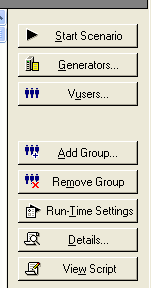 Start Scenario
Generators...
Vusers...
Add Group...
Remove Group
Run-Time Settings
Details...
View Script